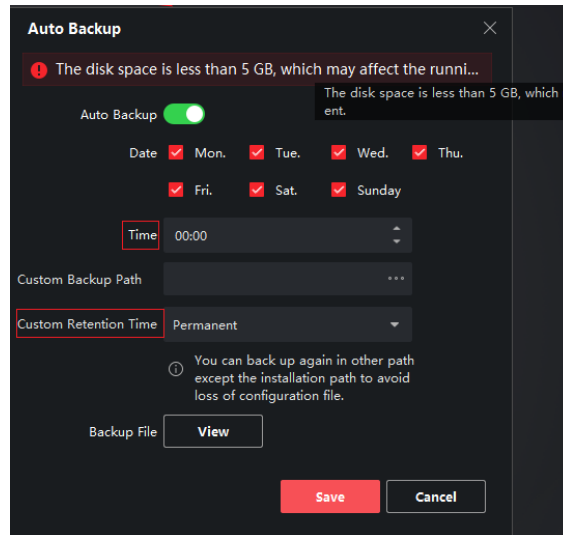 Auto Backup
The disk space is less than 5 GB, which may affect the runni...
The disk space is less than 5 GB, which
ent.
Auto Backup
Date Mon. Tue. Wed. Thu.
Fri. Sat. Sunday
Time 00:00
Custom Backup Path ...
Custom Retention Time Permanent
You can back up again in other path
except the installation path to avoid
loss of configuration file.
Backup File View
Save Cancel